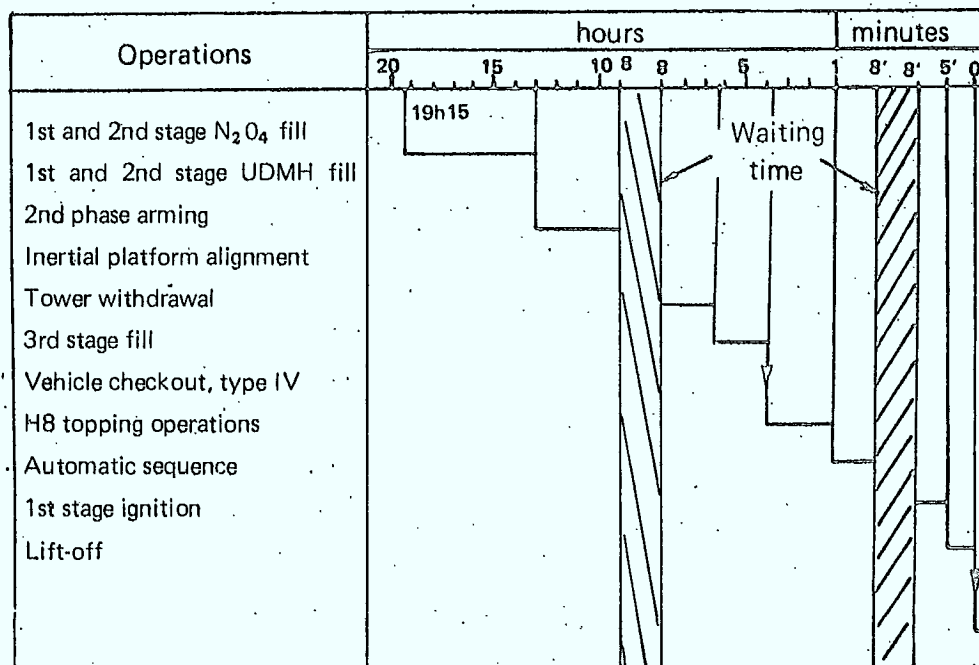 Operations
hours
minutes
20 15 10 8 8 5 1 8' 8' 5' 0
19h15
Waiting
time
1st and 2nd stage N₂O₄ fill
1st and 2nd stage UDMH fill
2nd phase arming
Inertial platform alignment
Tower withdrawal
3rd stage fill
Vehicle checkout, type IV
H8 topping operations
Automatic sequence
1st stage ignition
Lift-off